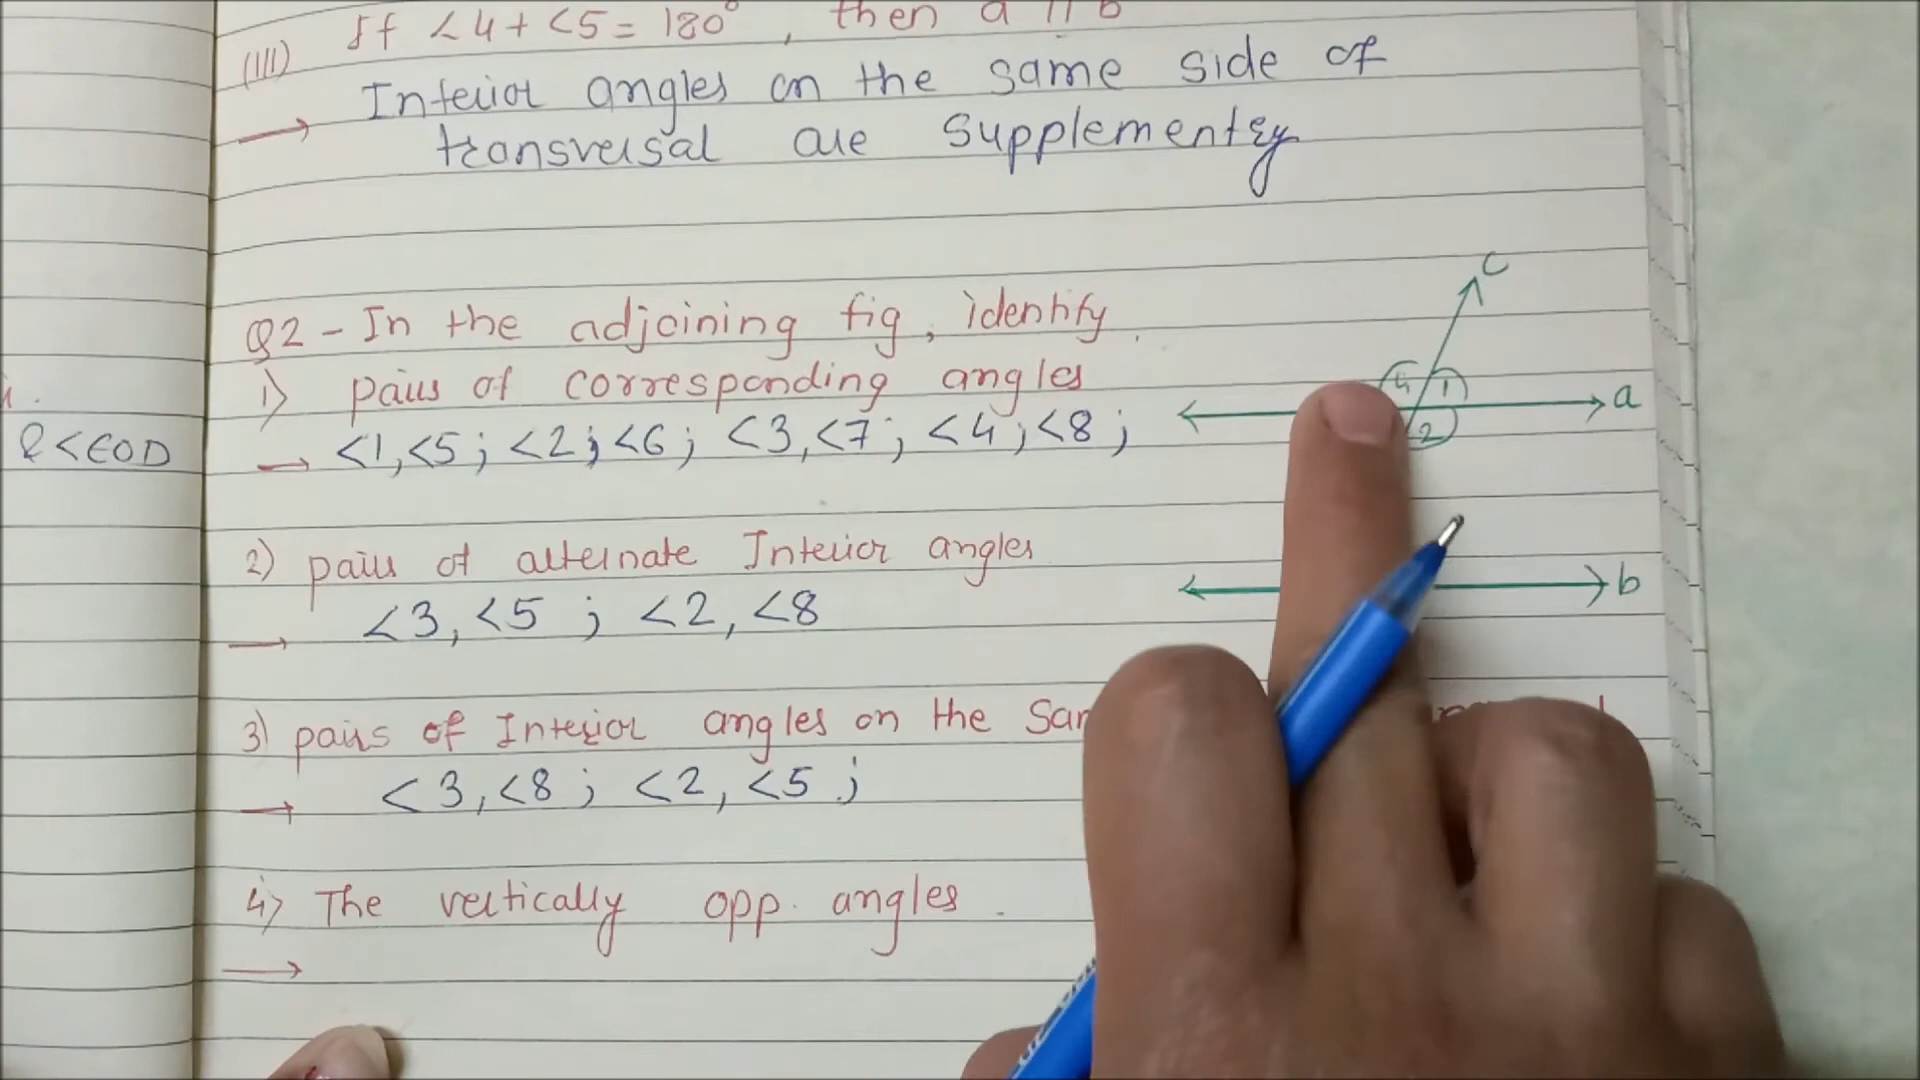 (III) If <4 + <5 = 180°, then a || b
Interior angles on the same side of
transversal are Supplementry
Q2 - In the adjoining fig, identify
1) pairs of corresponding angles
<1,<5 ; <2;<6 ; <3,<7 ; <4;<8 ;
2) pairs of alternate Interior angles
<3, <5 ; <2, <8
3) pairs of Interior angles on the
<3,<8 ; <2, <5 ;
4) The vertically opp. angles
& <EOD
c
4 1
a
2
b